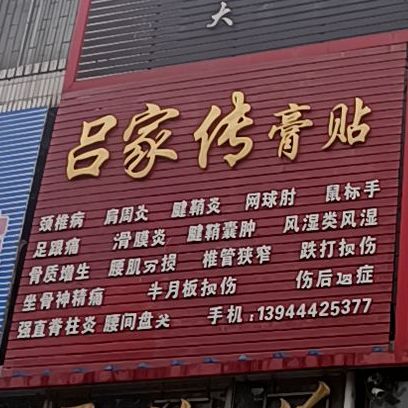 大
吕家传膏贴
颈椎病 肩周炎 腱鞘炎 网球肘 鼠标手
足跟痛 滑膜炎 腱鞘囊肿 风湿类风湿
骨质增生 腰肌劳损 椎管狭窄 跌打损伤
坐骨神精痛 半月板损伤 伤后遗症
强直脊柱炎 腰间盘突 手机:13944425377